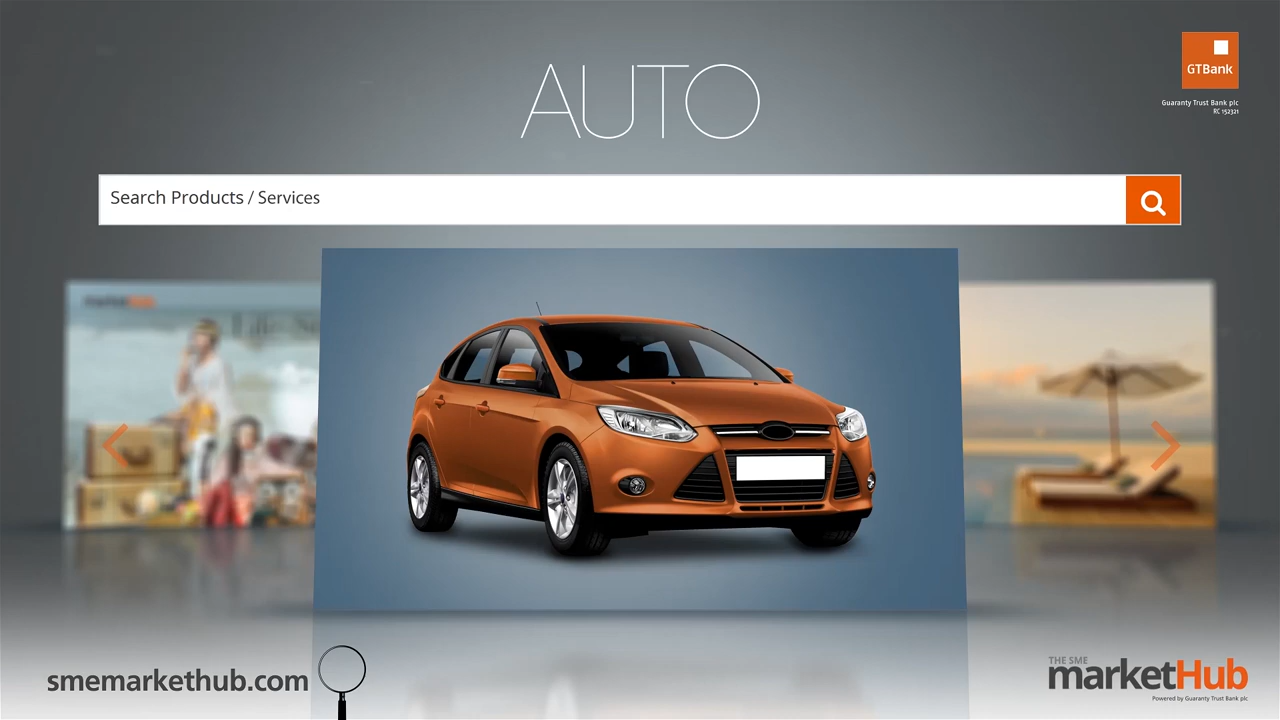 AUTO
GTBank
Guaranty Trust Bank plc
RC 152321
Search Products / Services
smemarkethub.com
THE SME
marketHub
Powered by Guaranty Trust Bank plc